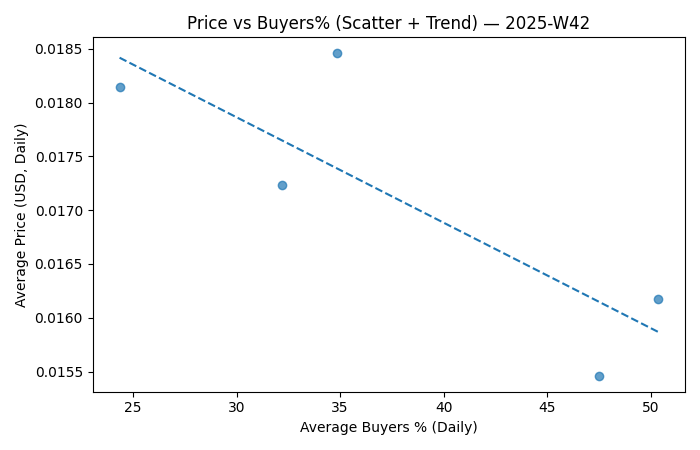 Price vs Buyers% (Scatter + Trend) — 2025-W42
Average Price (USD, Daily)
0.0185
0.0180
0.0175
0.0170
0.0165
0.0160
0.0155
25 30 35 40 45 50
Average Buyers % (Daily)